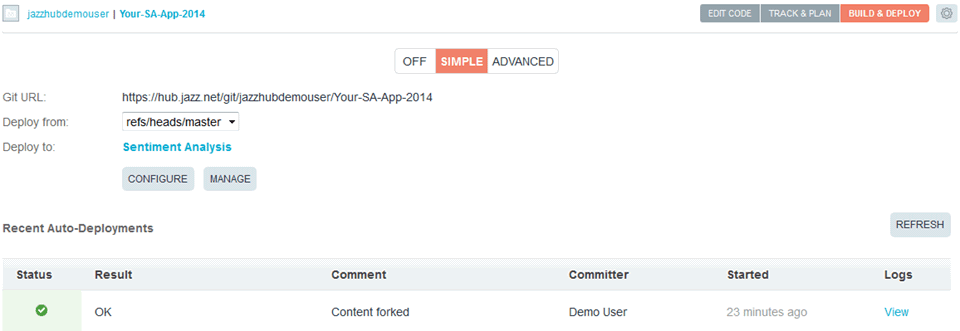 jazzhubdemouser | Your-SA-App-2014 EDIT CODE TRACK & PLAN BUILD & DEPLOY
OFF SIMPLE ADVANCED
Git URL: https://hub.jazz.net/git/jazzhubdemouser/Your-SA-App-2014
Deploy from: refs/heads/master
Deploy to: Sentiment Analysis
CONFIGURE MANAGE
Recent Auto-Deployments REFRESH
Status Result Comment Committer Started Logs
OK Content forked Demo User 23 minutes ago View